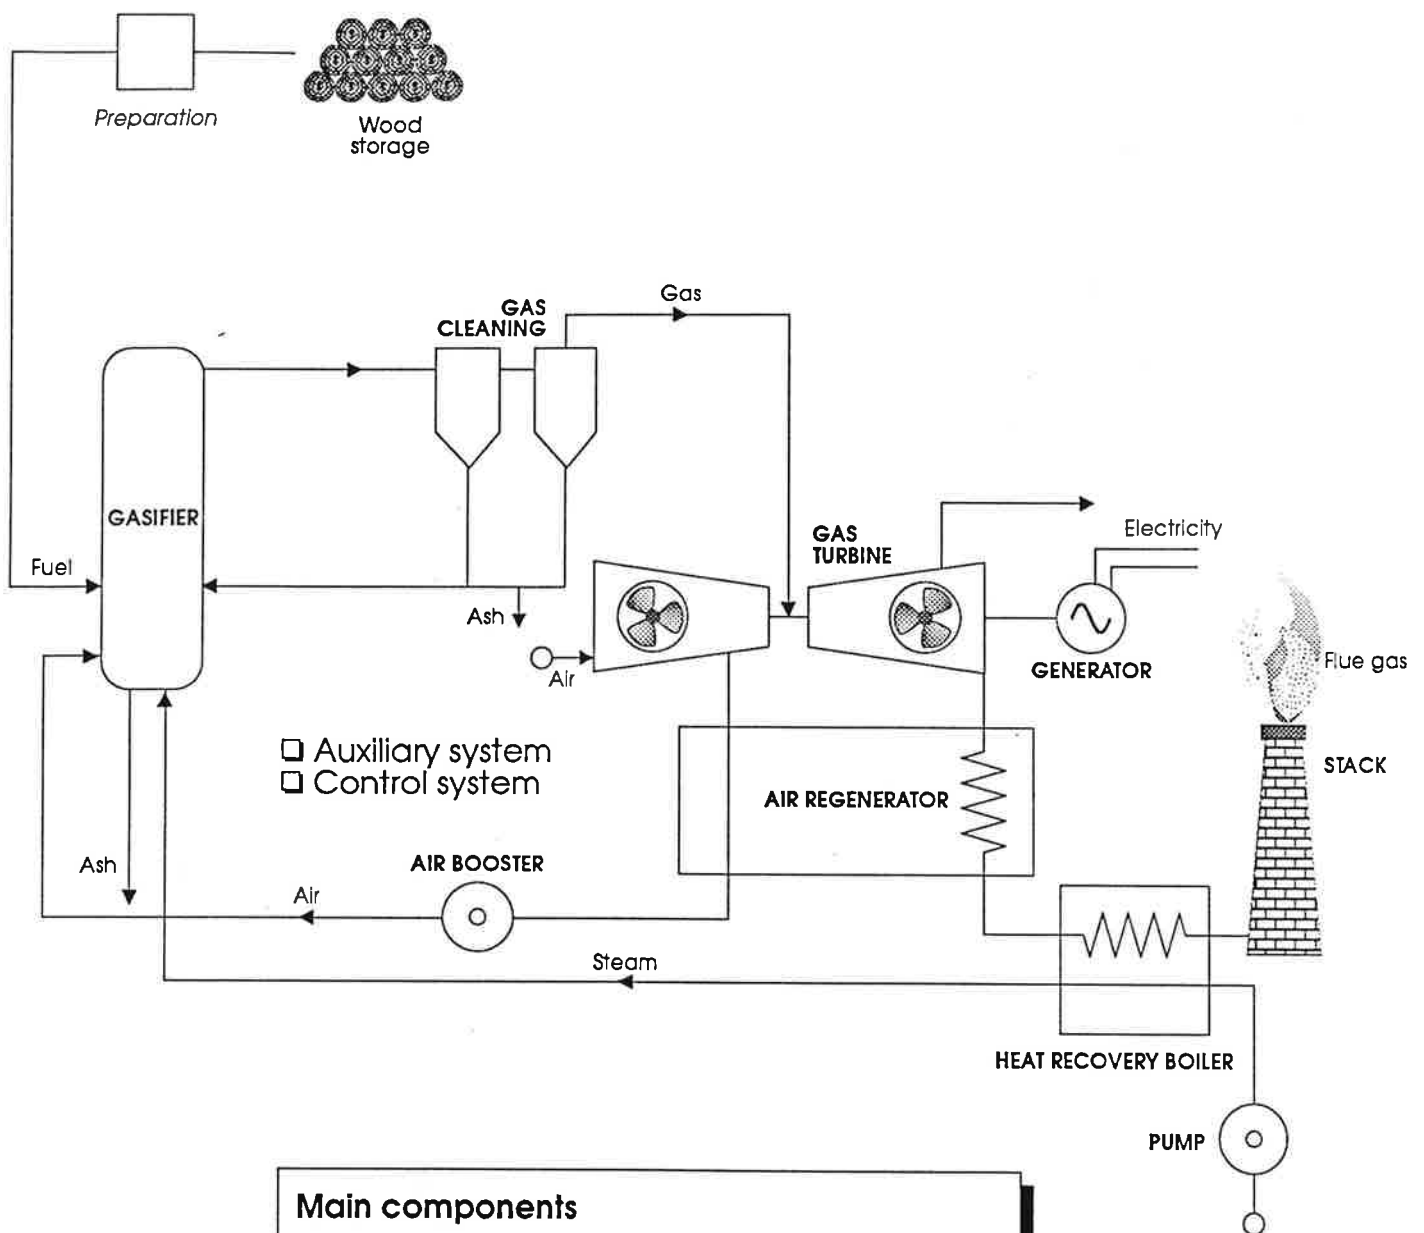 Preparation
Wood
storage
GAS
CLEANING
Gas
GASIFIER
Fuel
Ash
Air
GAS
TURBINE
Electricity
GENERATOR
Flue gas
STACK
❑ Auxiliary system
❑ Control system
AIR REGENERATOR
Ash
Air
AIR BOOSTER
Steam
HEAT RECOVERY BOILER
PUMP
Main components